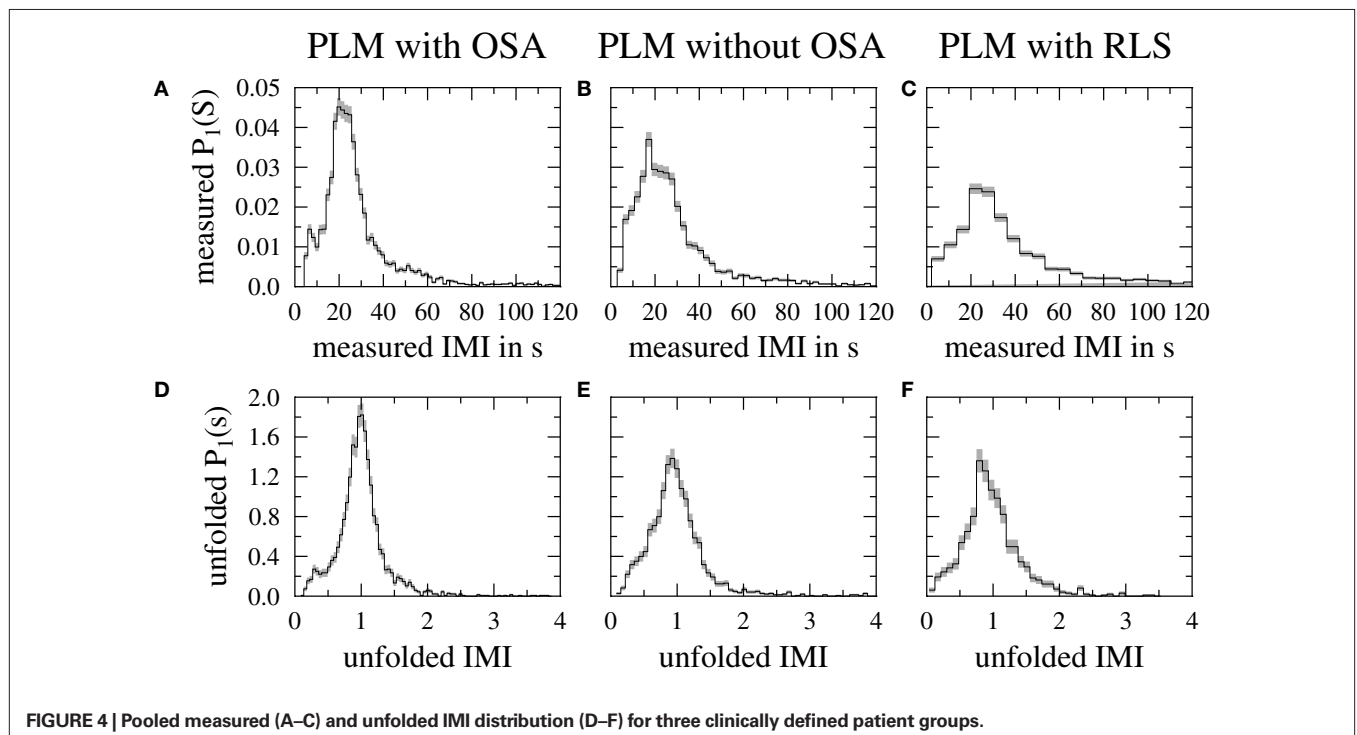 PLM with OSA PLM without OSA PLM with RLS
A B C
measured P1(S)
0.05
0.04
0.03
0.02
0.01
0.0
0 20 40 60 80 100 120 0 20 40 60 80 100 120 0 20 40 60 80 100 120
measured IMI in s measured IMI in s measured IMI in s
D E F
unfolded P1(s)
2.0
1.6
1.2
0.8
0.4
0.0
0 1 2 3 4 0 1 2 3 4 0 1 2 3 4
unfolded IMI unfolded IMI unfolded IMI
FIGURE 4 | Pooled measured (A–C) and unfolded IMI distribution (D–F) for three clinically defined patient groups.